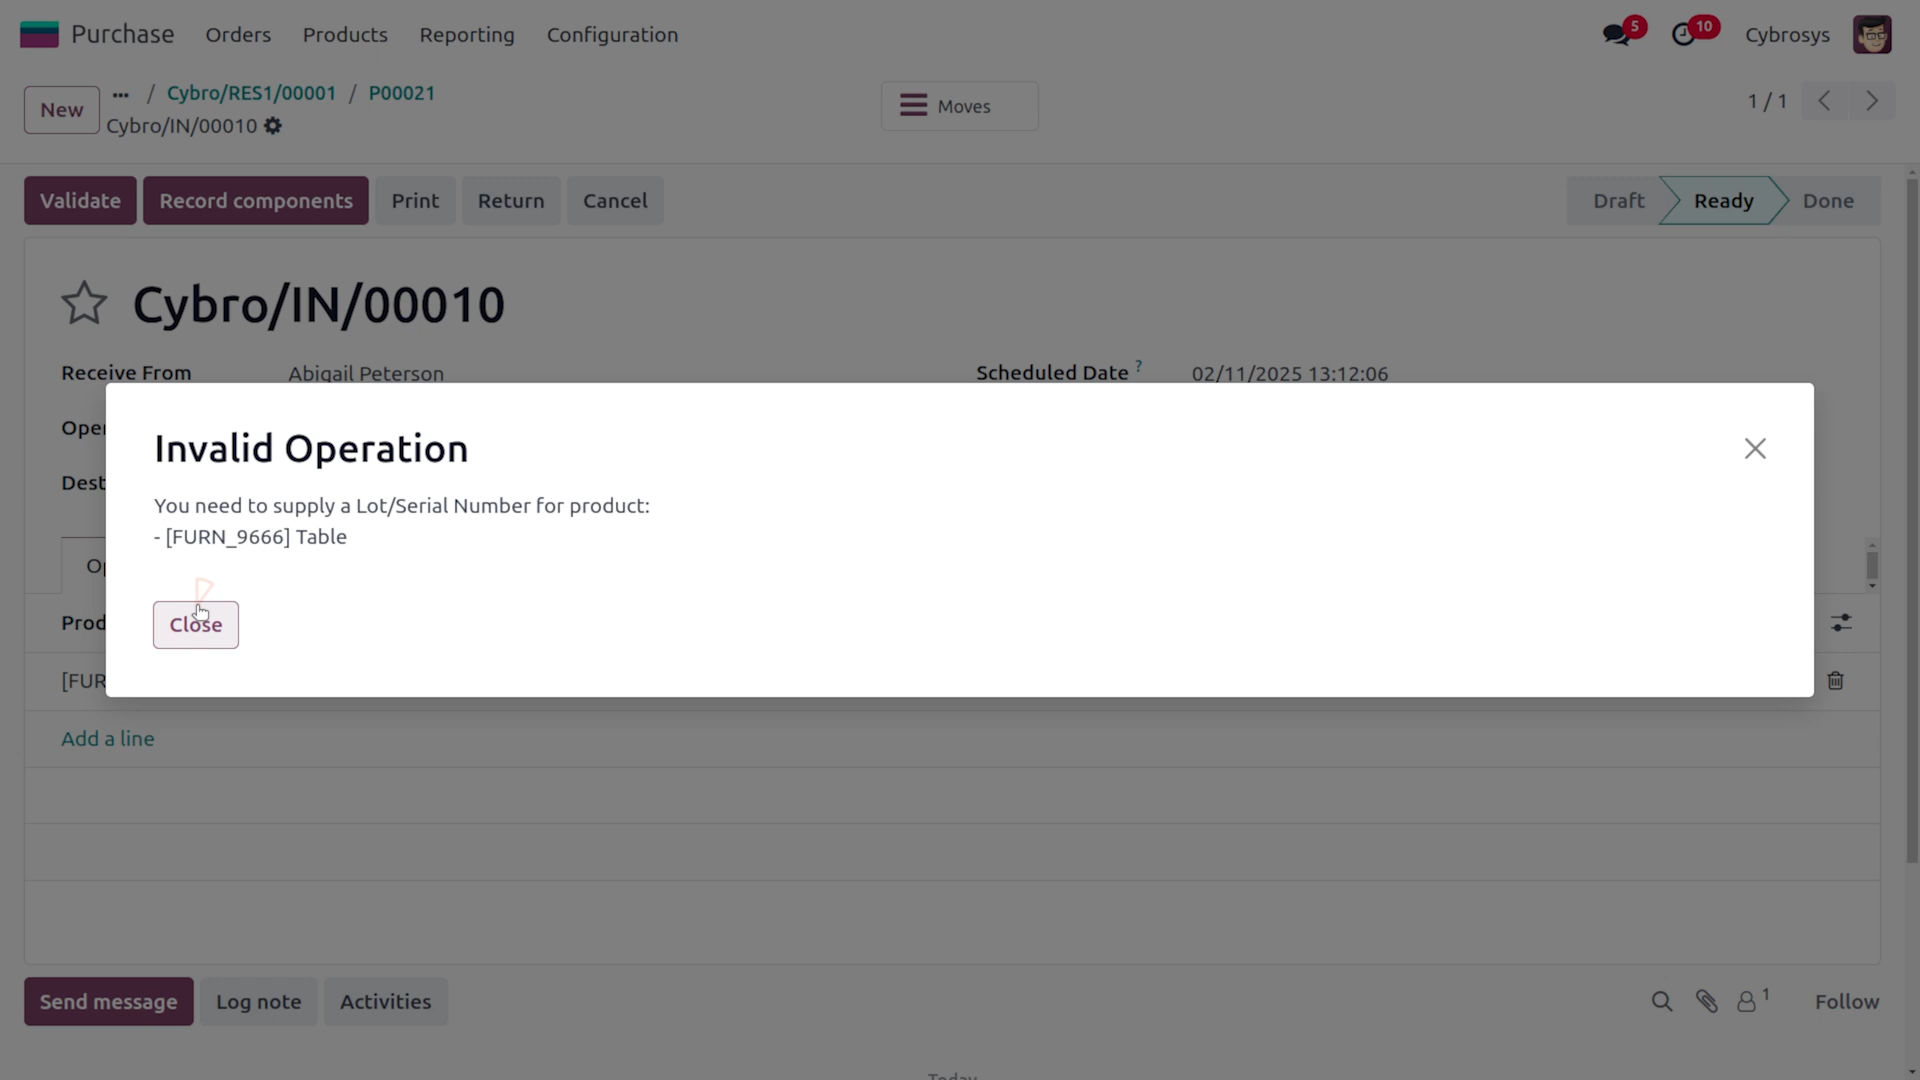 Purchase Orders Products Reporting Configuration 5 10 Cybrosys
New ... / Cybro/RES1/00001 / P00021
Cybro/IN/00010
Moves
1 / 1
Validate Record components Print Return Cancel Draft Ready Done
Cybro/IN/00010
Receive From Abigail Peterson Scheduled Date ? 02/11/2025 13:12:06
Oper
Dest
Invalid Operation
You need to supply a Lot/Serial Number for product:
- [FURN_9666] Table
Close
Op
Prod
[FUR
Add a line
Send message Log note Activities 1 Follow
Today